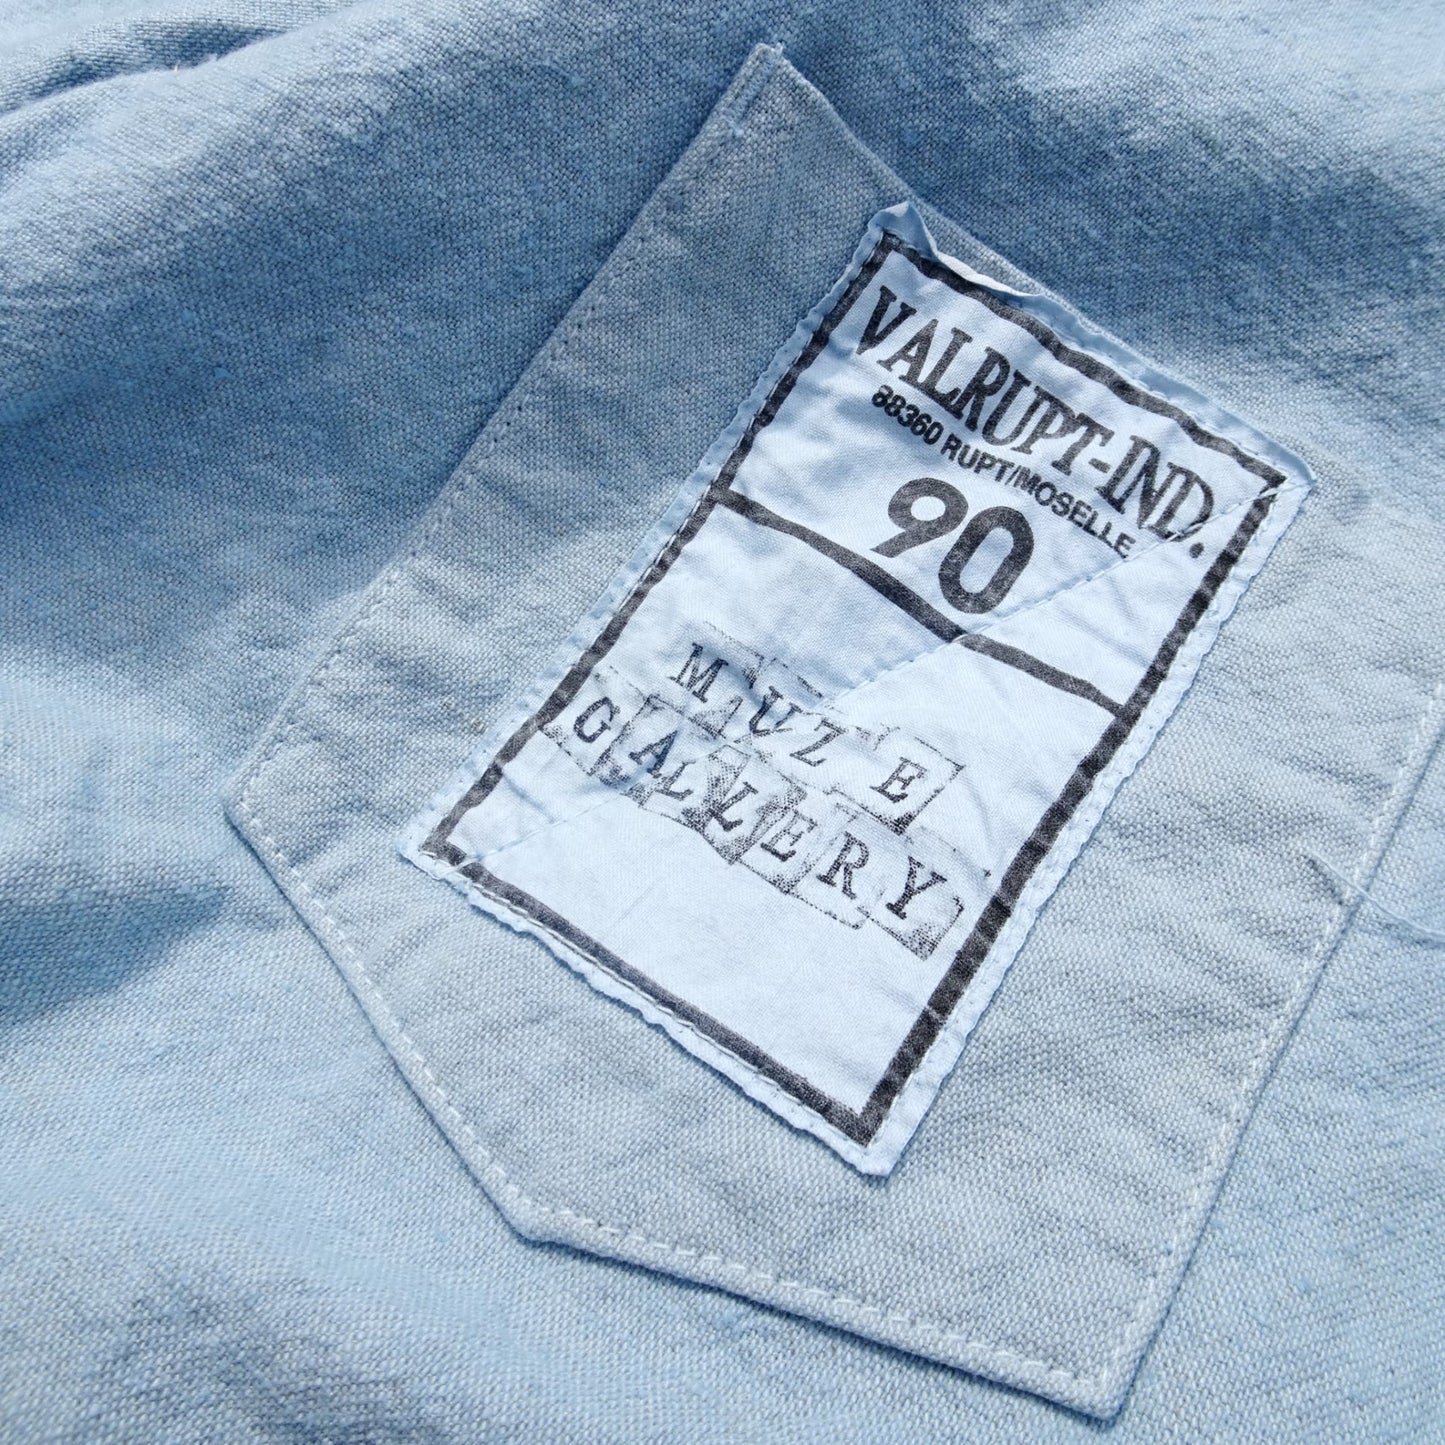 VALRUPT-IND.
88360 RUPT/MOSELLE
90
MUZE
GALLERY